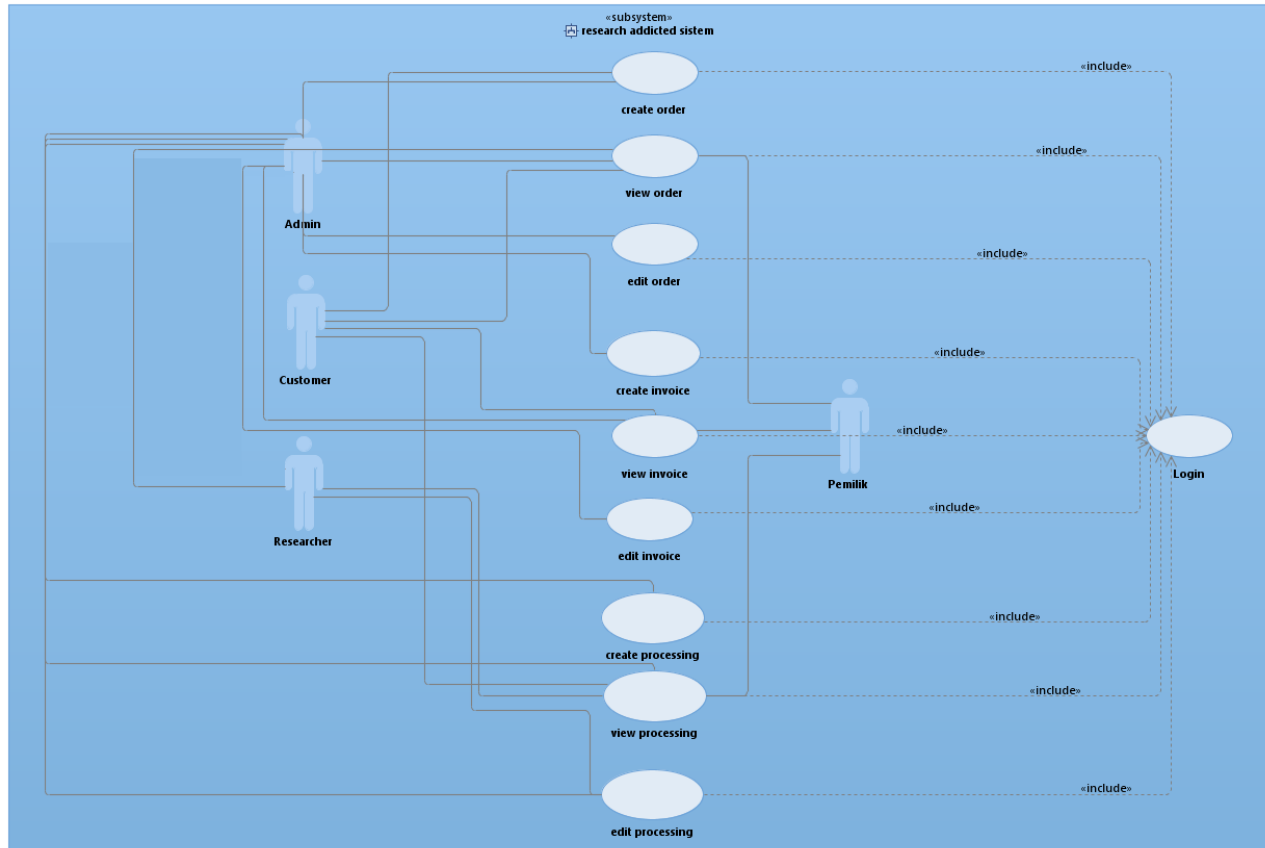 «subsystem»
research addicted sistem
«include»
create order
«include»
view order
Admin
«include»
edit order
«include»
Customer
create invoice
«include»
view invoice
Pemilik
Login
«include»
Researcher
edit invoice
«include»
create processing
«include»
view processing
«include»
edit processing